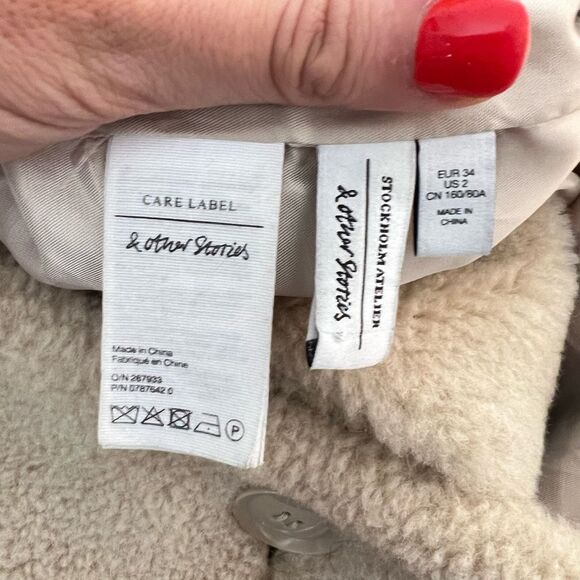 CARE LABEL
& other Stories
Made in China
Fabriqué en Chine
O/N 267933
P/N 0787642 0
P
STOCKHOLM ATELIER
& other Stories
EUR 34
US 2
CN 160/80A
MADE IN
CHINA